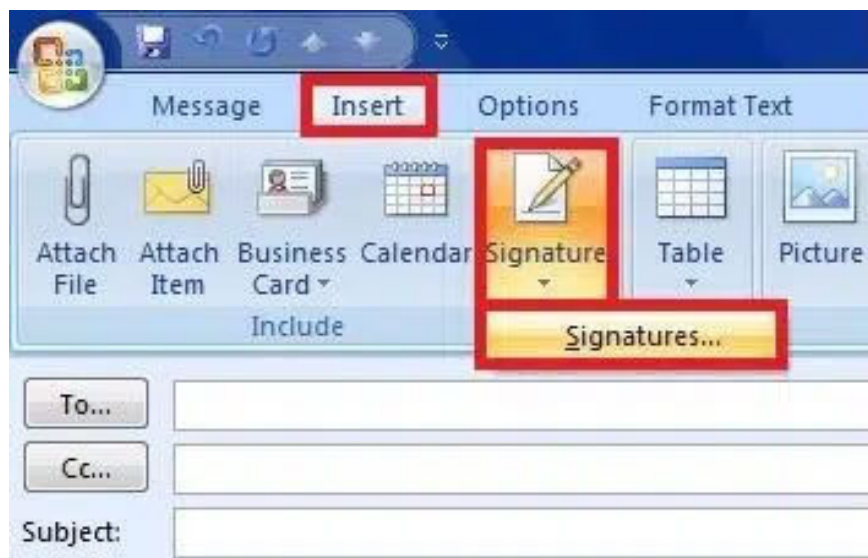 Message Insert Options Format Text
Attach File
Attach Item
Business Card
Calendar
Signature
Table
Picture
Include
Signatures...
To...
Cc...
Subject: